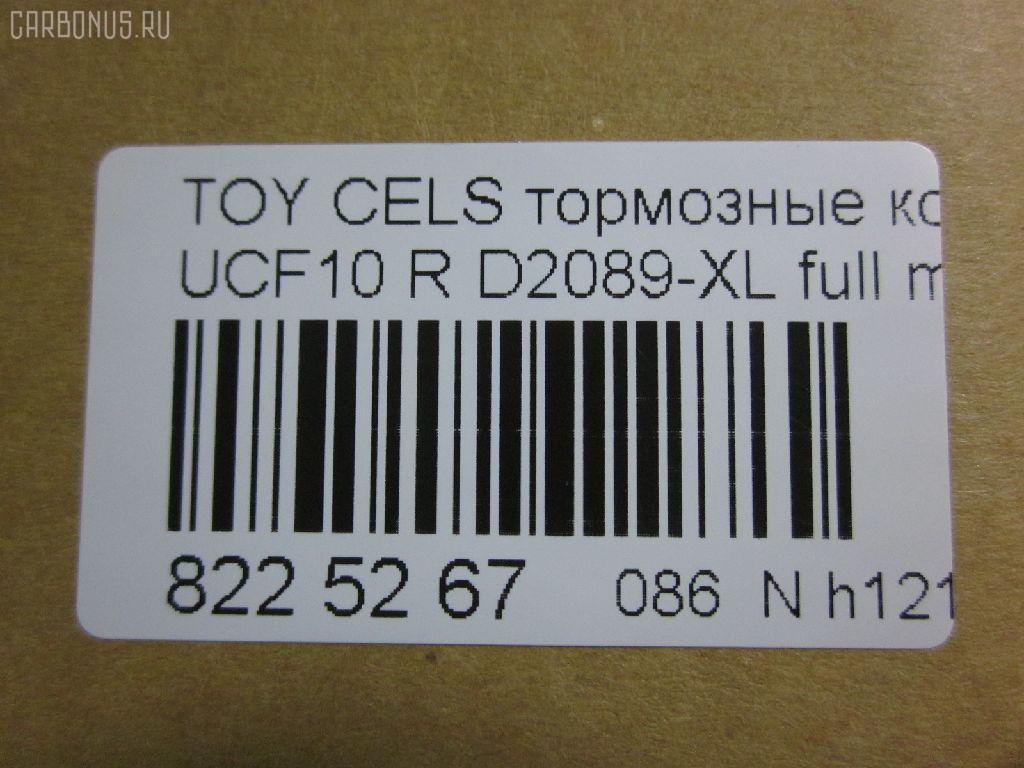 CARBONUS.RU
TOY CELS тормозные ко
UCF10 R D2089-XL full m
822 52 67 086 N h121